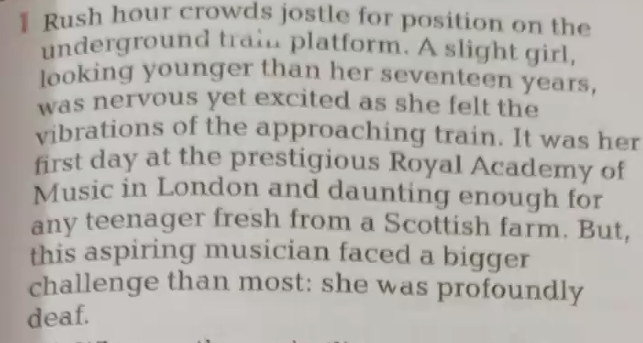 1 Rush hour crowds jostle for position on the
underground train platform. A slight girl,
looking younger than her seventeen years,
was nervous yet excited as she felt the
vibrations of the approaching train. It was her
first day at the prestigious Royal Academy of
Music in London and daunting enough for
any teenager fresh from a Scottish farm. But,
this aspiring musician faced a bigger
challenge than most: she was profoundly
deaf.